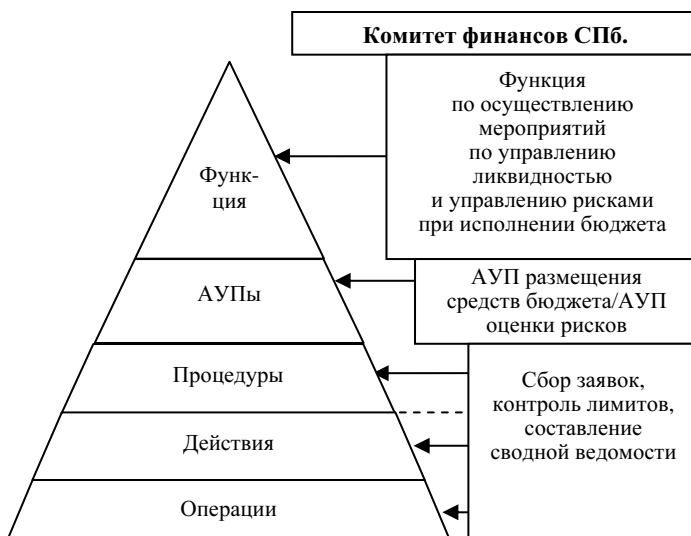 Комитет финансов СПб.
Функция
по осуществлению
мероприятий
по управлению
ликвидностью
и управлению рисками
при исполнении бюджета
Функ-
ция
АУП размещения
средств бюджета/АУП
оценки рисков
АУПы
Процедуры
Сбор заявок,
контроль лимитов,
составление
сводной ведомости
Действия
Операции